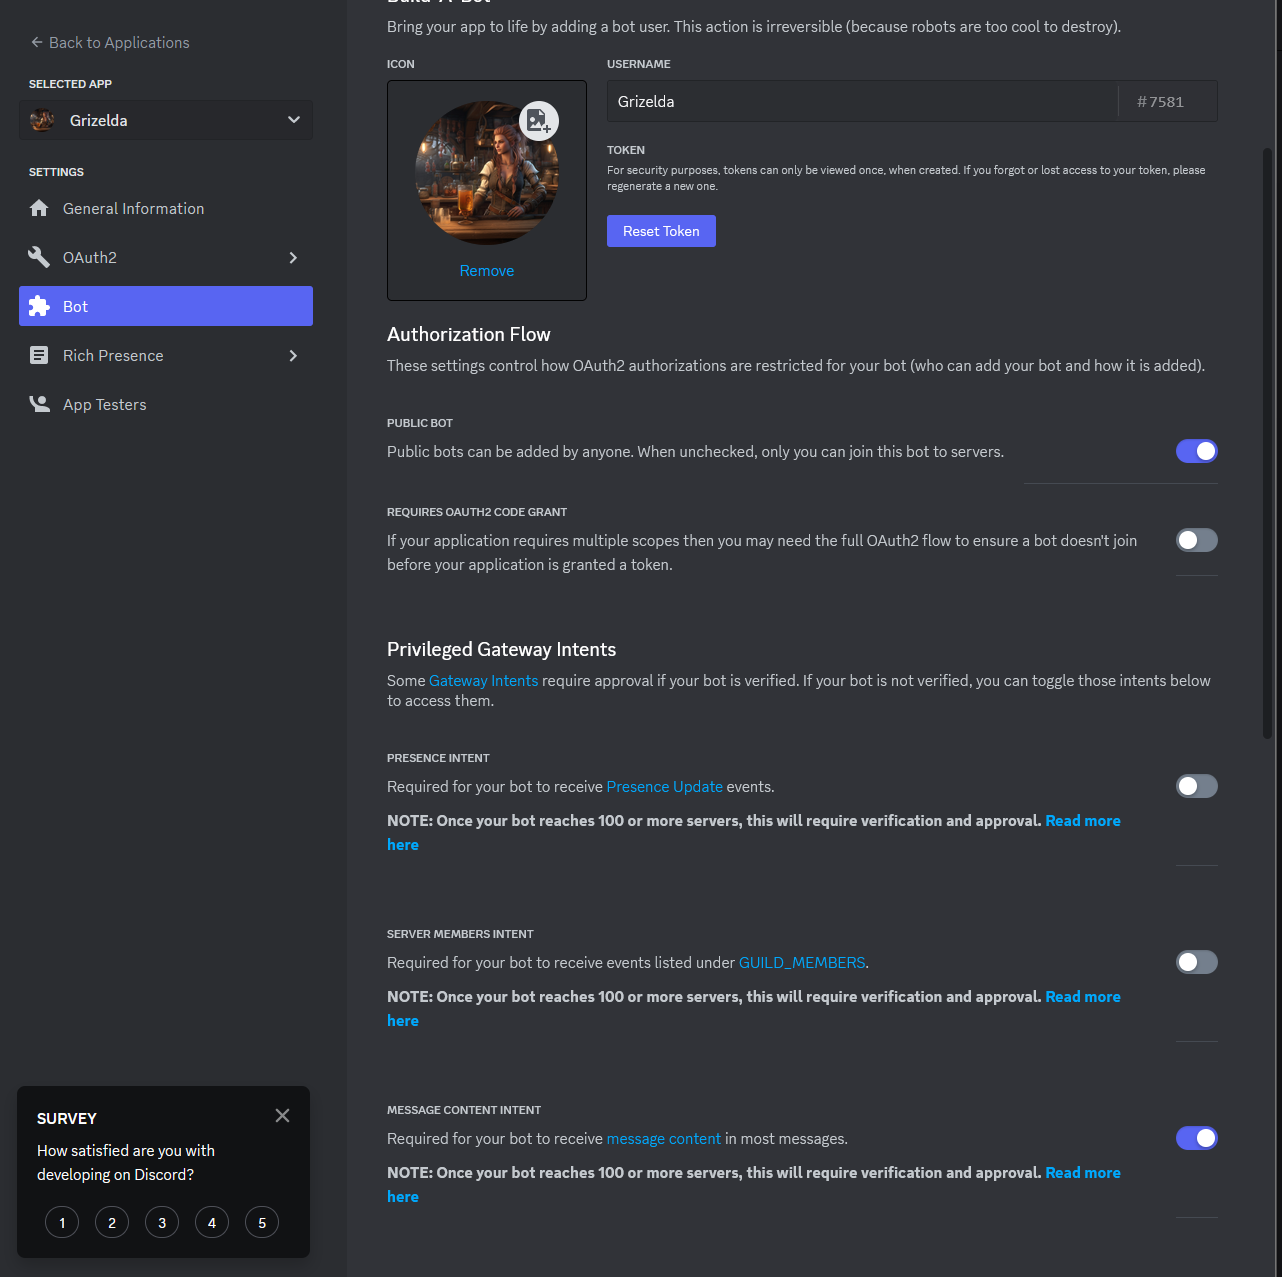 Back to Applications
SELECTED APP
Grizelda
SETTINGS
General Information
OAuth2
Bot
Rich Presence
App Testers
SURVEY
How satisfied are you with
developing on Discord?
1 2 3 4 5
Build-A-Bot
Bring your app to life by adding a bot user. This action is irreversible (because robots are too cool to destroy).
ICON
Remove
USERNAME
Grizelda #7581
TOKEN
For security purposes, tokens can only be viewed once, when created. If you forgot or lost access to your token, please
regenerate a new one.
Reset Token
Authorization Flow
These settings control how OAuth2 authorizations are restricted for your bot (who can add your bot and how it is added).
PUBLIC BOT
Public bots can be added by anyone. When unchecked, only you can join this bot to servers.
REQUIRES OAUTH2 CODE GRANT
If your application requires multiple scopes then you may need the full OAuth2 flow to ensure a bot doesn't join
before your application is granted a token.
Privileged Gateway Intents
Some Gateway Intents require approval if your bot is verified. If your bot is not verified, you can toggle those intents below
to access them.
PRESENCE INTENT
Required for your bot to receive Presence Update events.
NOTE: Once your bot reaches 100 or more servers, this will require verification and approval. Read more
here
SERVER MEMBERS INTENT
Required for your bot to receive events listed under GUILD_MEMBERS.
NOTE: Once your bot reaches 100 or more servers, this will require verification and approval. Read more
here
MESSAGE CONTENT INTENT
Required for your bot to receive message content in most messages.
NOTE: Once your bot reaches 100 or more servers, this will require verification and approval. Read more
here